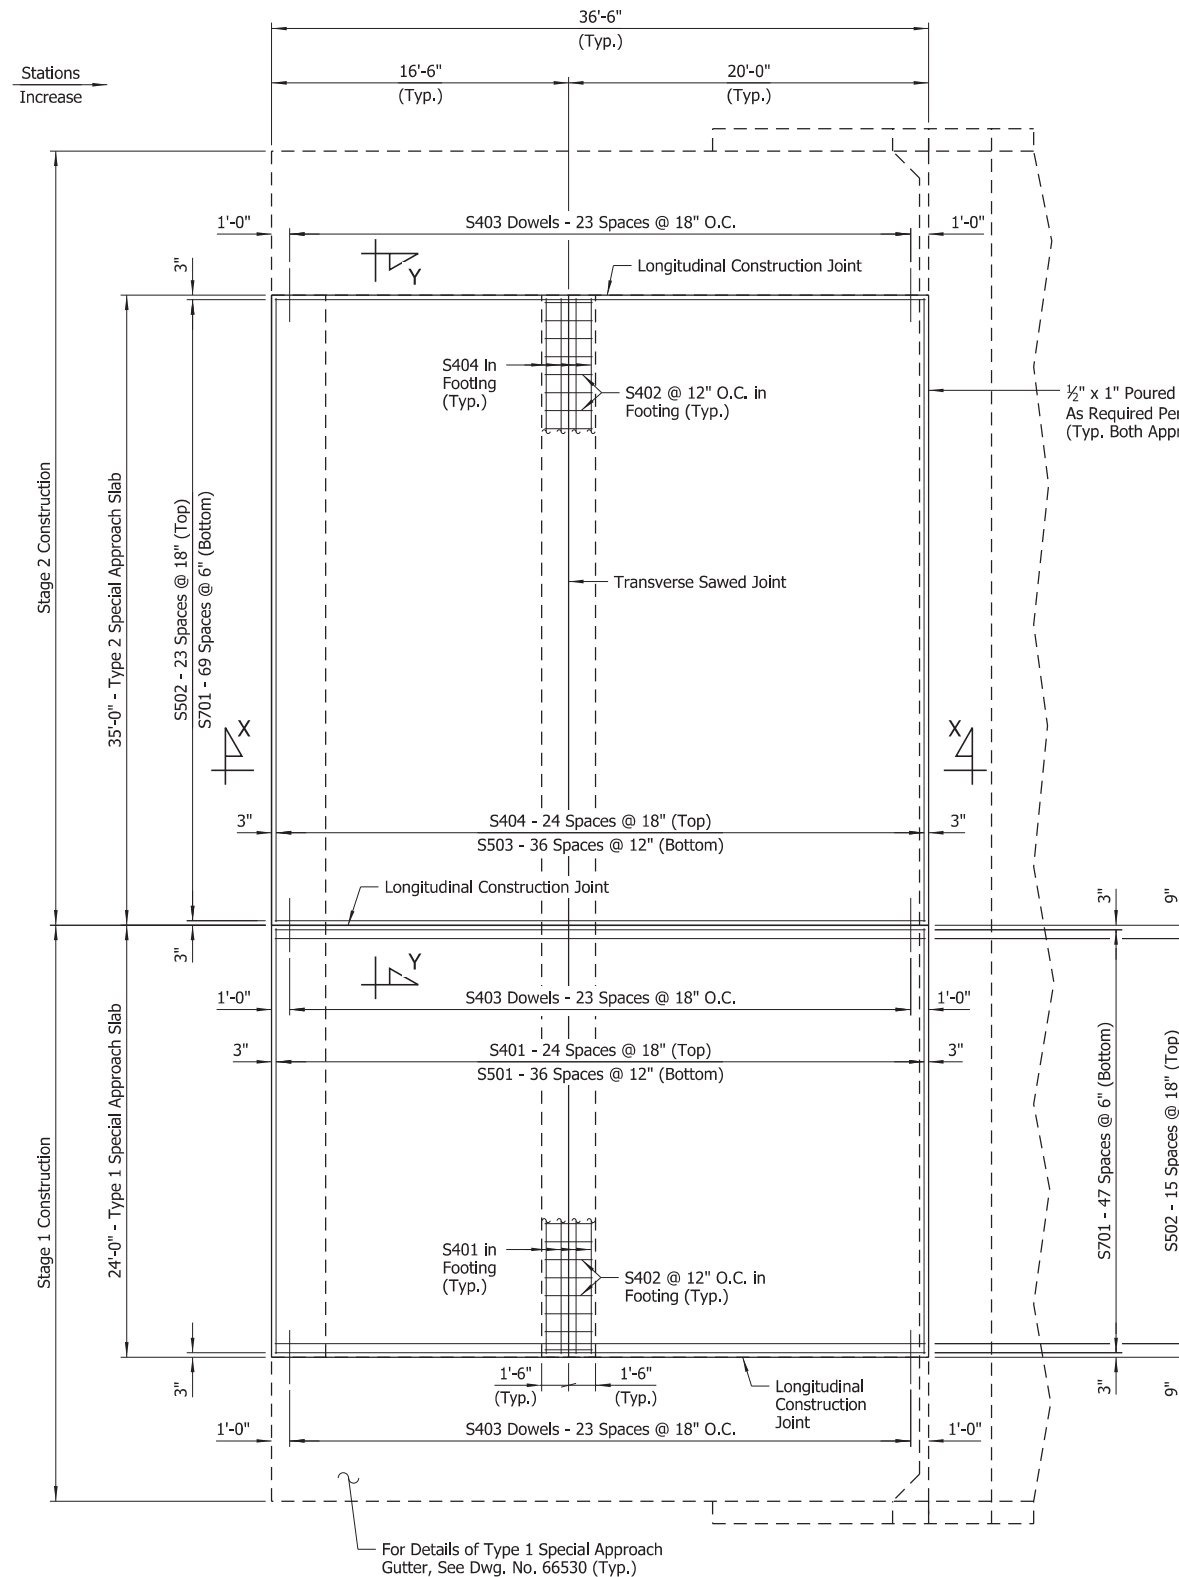 36'-6"
(Typ.)
Stations
Increase
16'-6"
(Typ.)
20'-0"
(Typ.)
1'-0"
S403 Dowels - 23 Spaces @ 18" O.C.
1'-0"
3"
Y
Longitudinal Construction Joint
S404 In
Footing
(Typ.)
S402 @ 12" O.C. in
Footing (Typ.)
½" x 1" Poured
As Required Per
(Typ. Both Appr
Stage 2 Construction
35'-0" - Type 2 Special Approach Slab
S502 - 23 Spaces @ 18" (Top)
S701 - 69 Spaces @ 6" (Bottom)
Transverse Sawed Joint
X
X
3"
S404 - 24 Spaces @ 18" (Top)
S503 - 36 Spaces @ 12" (Bottom)
3"
Longitudinal Construction Joint
3"
9"
3"
Y
1'-0"
S403 Dowels - 23 Spaces @ 18" O.C.
1'-0"
3"
S401 - 24 Spaces @ 18" (Top)
S501 - 36 Spaces @ 12" (Bottom)
3"
Stage 1 Construction
24'-0" - Type 1 Special Approach Slab
S701 - 47 Spaces @ 6" (Bottom)
S502 - 15 Spaces @ 18" (Top)
S401 in
Footing
(Typ.)
S402 @ 12" O.C. in
Footing (Typ.)
3"
1'-6"
(Typ.)
1'-6"
(Typ.)
Longitudinal
Construction
Joint
3"
9"
1'-0"
S403 Dowels - 23 Spaces @ 18" O.C.
1'-0"
For Details of Type 1 Special Approach
Gutter, See Dwg. No. 66530 (Typ.)